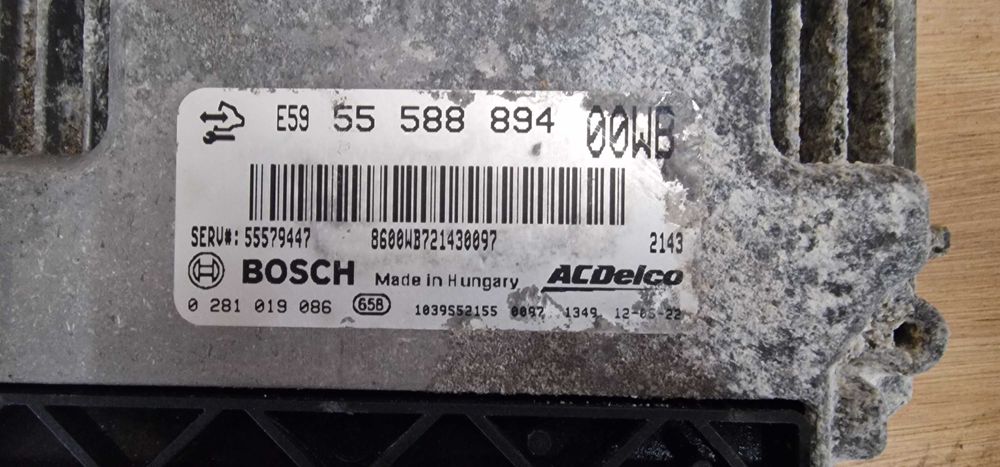 E59 55 588 894 00WB
SERV#: 55579447 8600WB721430097 2143
BOSCH Made in Hungary ACDelco
0 281 019 086 658 1039S52155 0097 1349 12-05-22